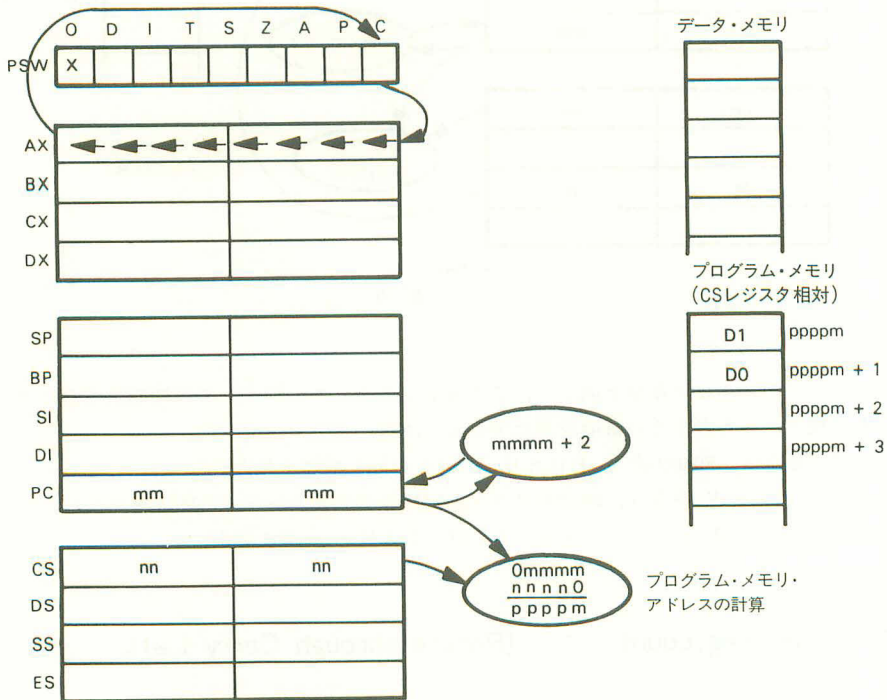 O D I T S Z A P C
PSW X
AX
BX
CX
DX
SP
BP
SI
DI
PC mm mm
mmmm + 2
CS nn nn
DS
SS
ES
0mmmm
nnnn0
ppppm
データ・メモリ
プログラム・メモリ
(CSレジスタ相対)
D1 ppppm
D0 ppppm + 1
ppppm + 2
ppppm + 3
プログラム・メモリ・
アドレスの計算